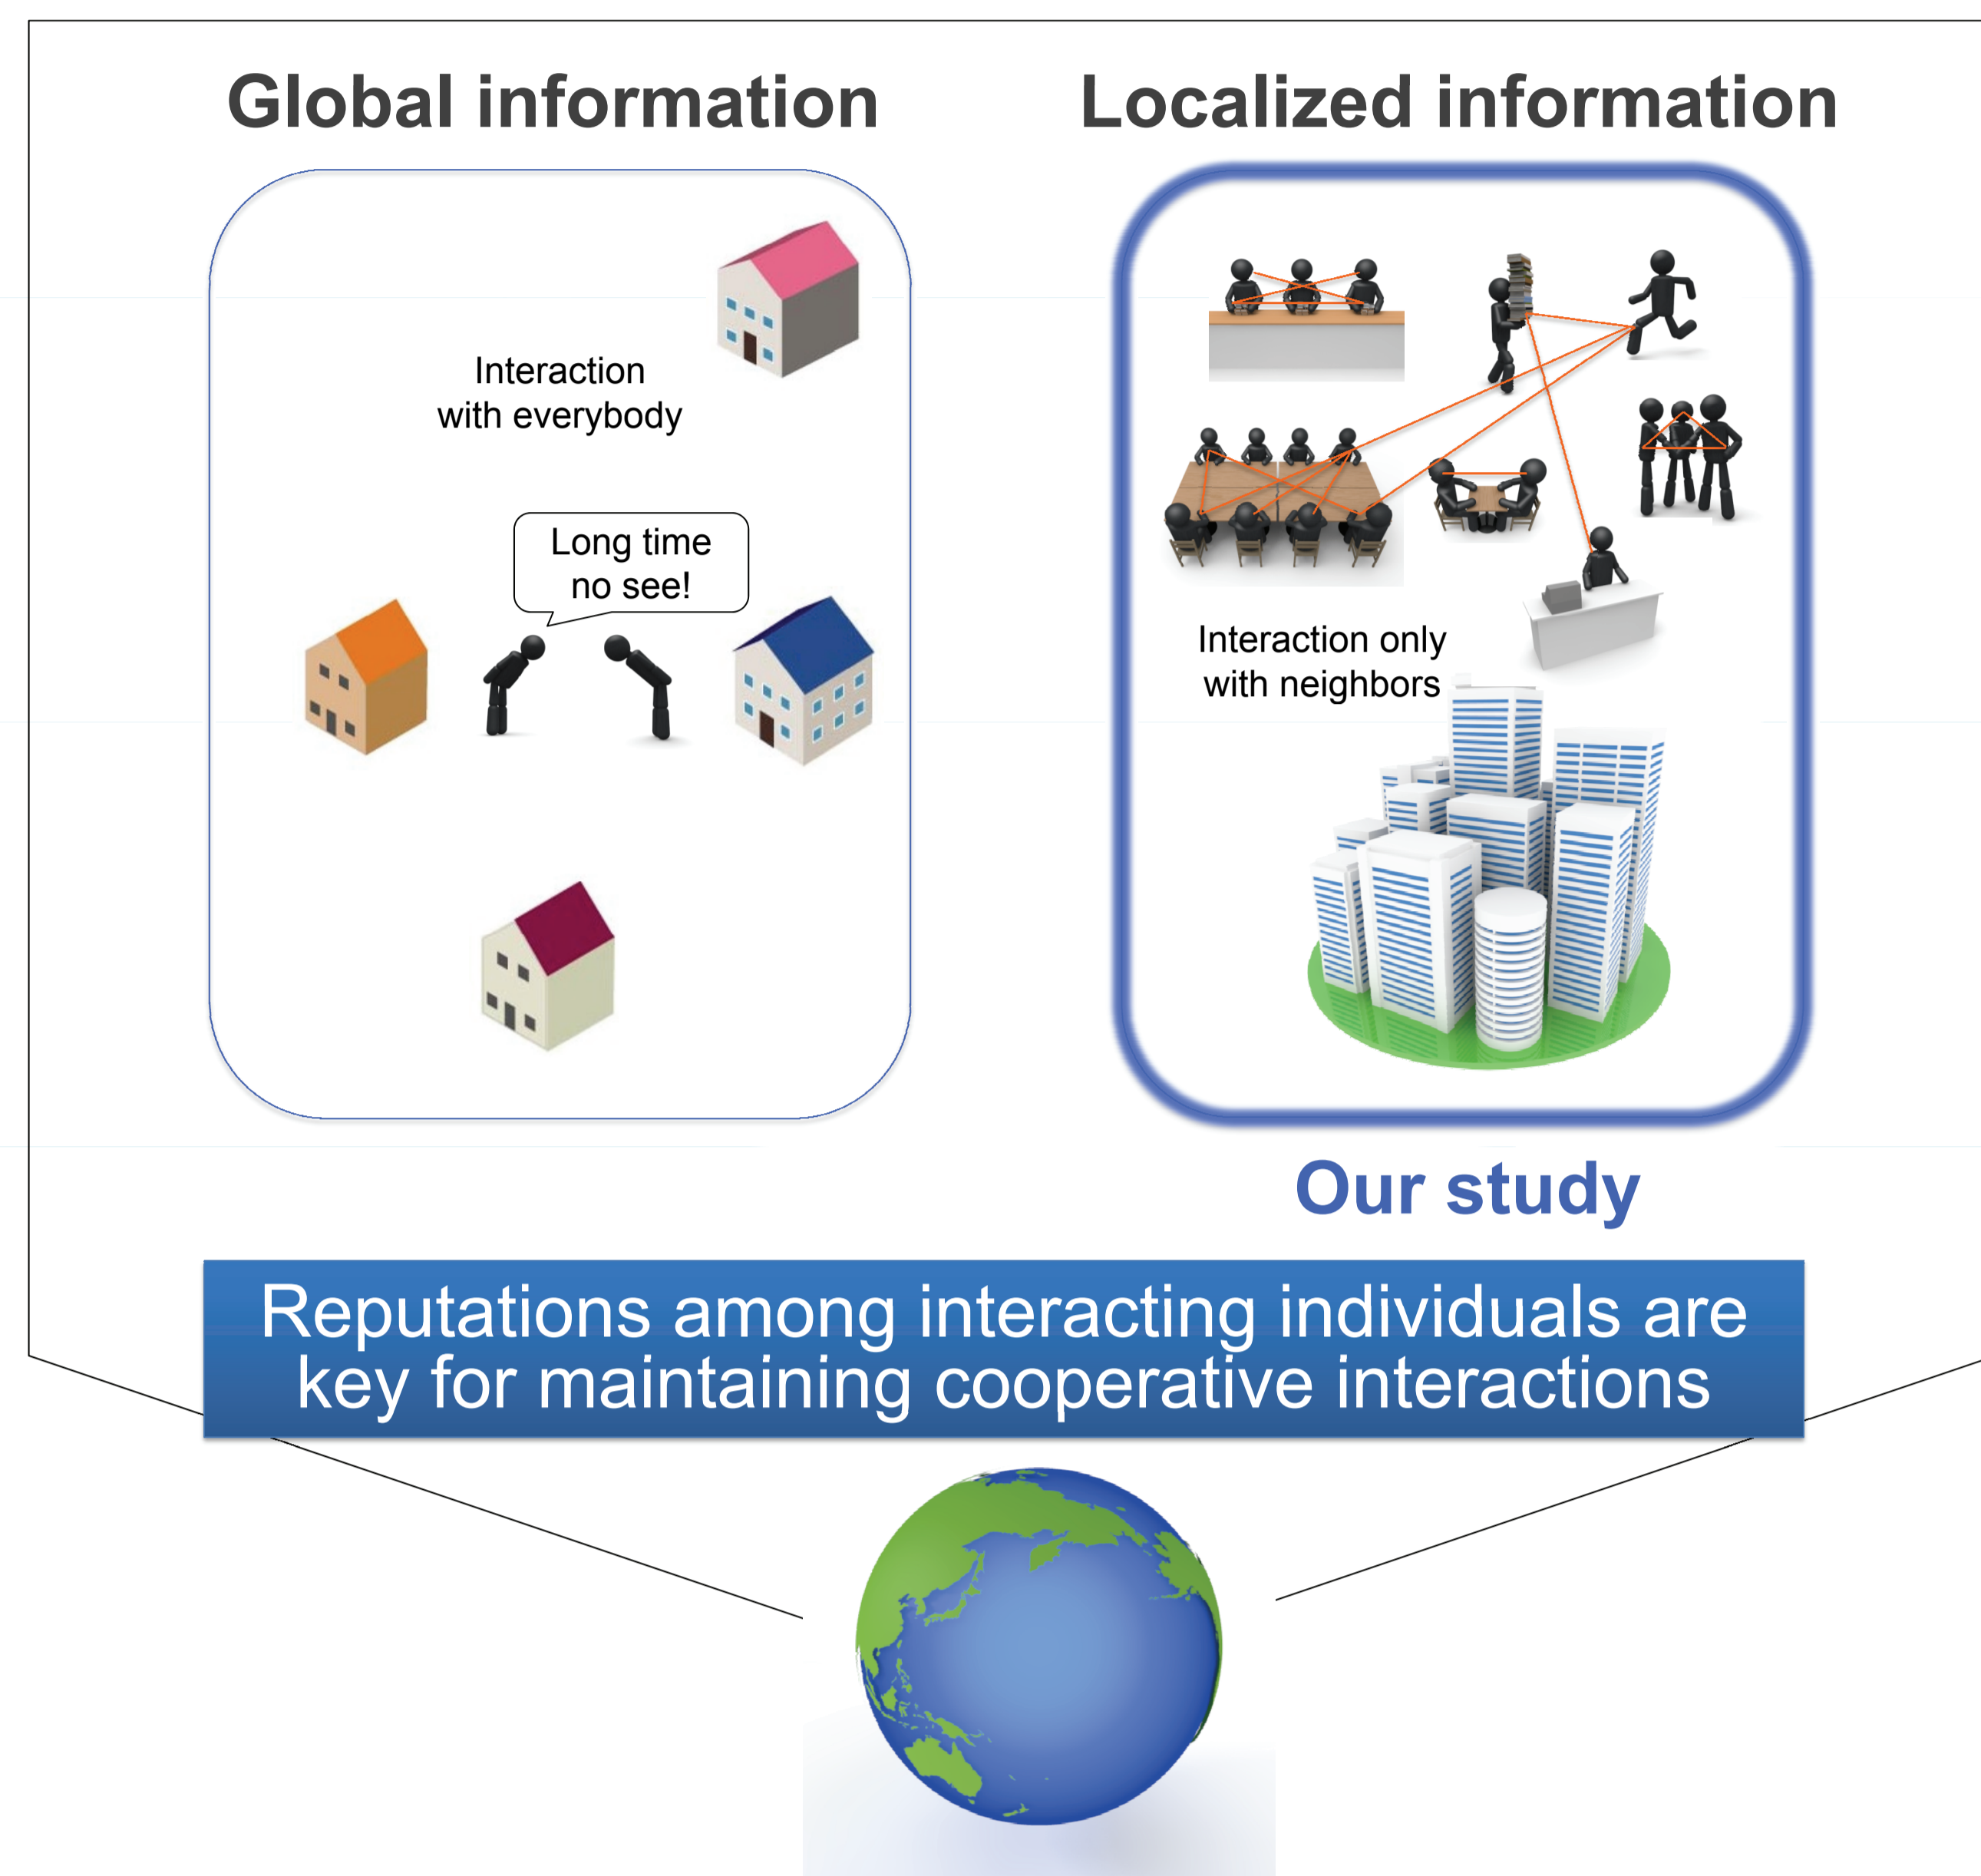 Global information
Localized information
Interaction
with everybody
Long time
no see!
Interaction only
with neighbors
Our study
Reputations among interacting individuals are
key for maintaining cooperative interactions